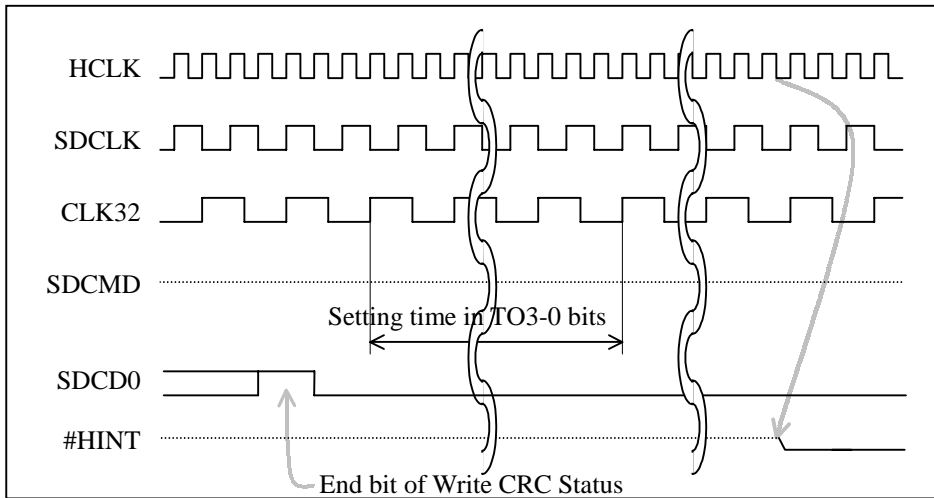 HCLK
SDCLK
CLK32
SDCMD
Setting time in TO3-0 bits
SDCD0
#HINT
End bit of Write CRC Status